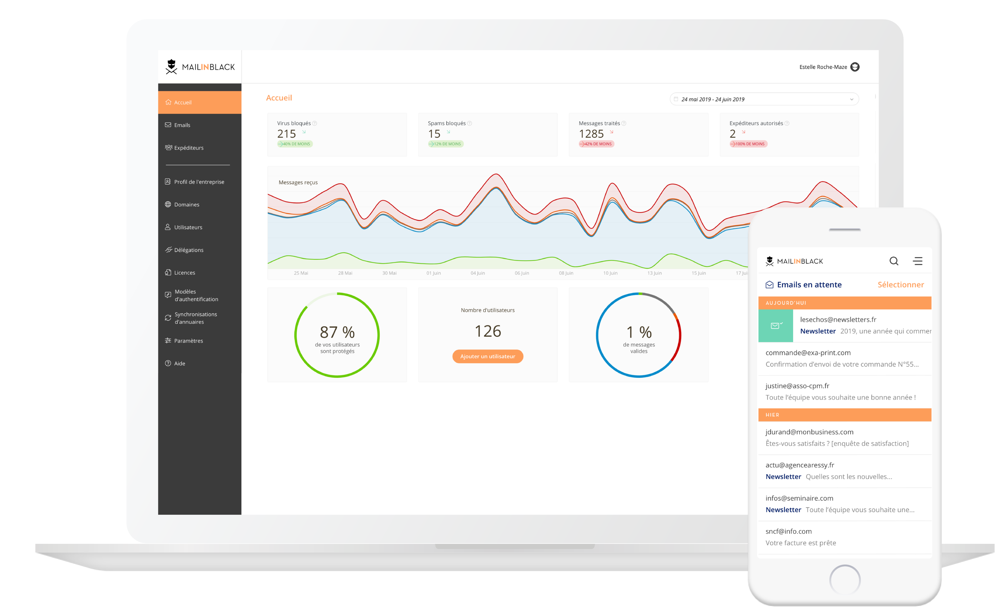 MAILINBLACK
Estelle Roche-Maze
Accueil
Emails
Expéditeurs
Profil de l'entreprise
Domaines
Utilisateurs
Délégations
Licences
Modèles
d'authentification
Synchronisations
d'annuaires
Paramètres
Aide
Accueil
24 mai 2019 - 24 juin 2019
Virus bloqués
215
40% DE MOINS
Spams bloqués
15
12% DE MOINS
Messages traités
1285
42% DE MOINS
Expéditeurs autorisés
2
100% DE MOINS
Messages reçus
25 Mai 28 Mai 30 Mai 01 Juin 04 Juin 06 Juin 08 Juin 10 Juin 13 Juin 15 Juin 17 Jui
87 %
de vos utilisateurs
sont protégés
Nombre d'utilisateurs
126
Ajouter un utilisateur
1 %
de messages
valides
MAILINBLACK
Emails en attente Sélectionner
AUJOURD'HUI
lesechos@newsletters.fr
Newsletter 2019, une année qui commer
commande@exa-print.com
Confirmation d’envoi de votre commande N°55...
justine@asso-cpm.fr
Toute l’équipe vous souhaite une bonne année !
HIER
jdurand@monbusiness.com
Êtes-vous satisfaits ? [enquête de satisfaction]
actu@agencearessy.fr
Newsletter Quelles sont les nouvelles...
infos@seminaire.com
Newsletter Toute l’équipe vous souhaite une...
sncf@info.com
Votre facture est prête